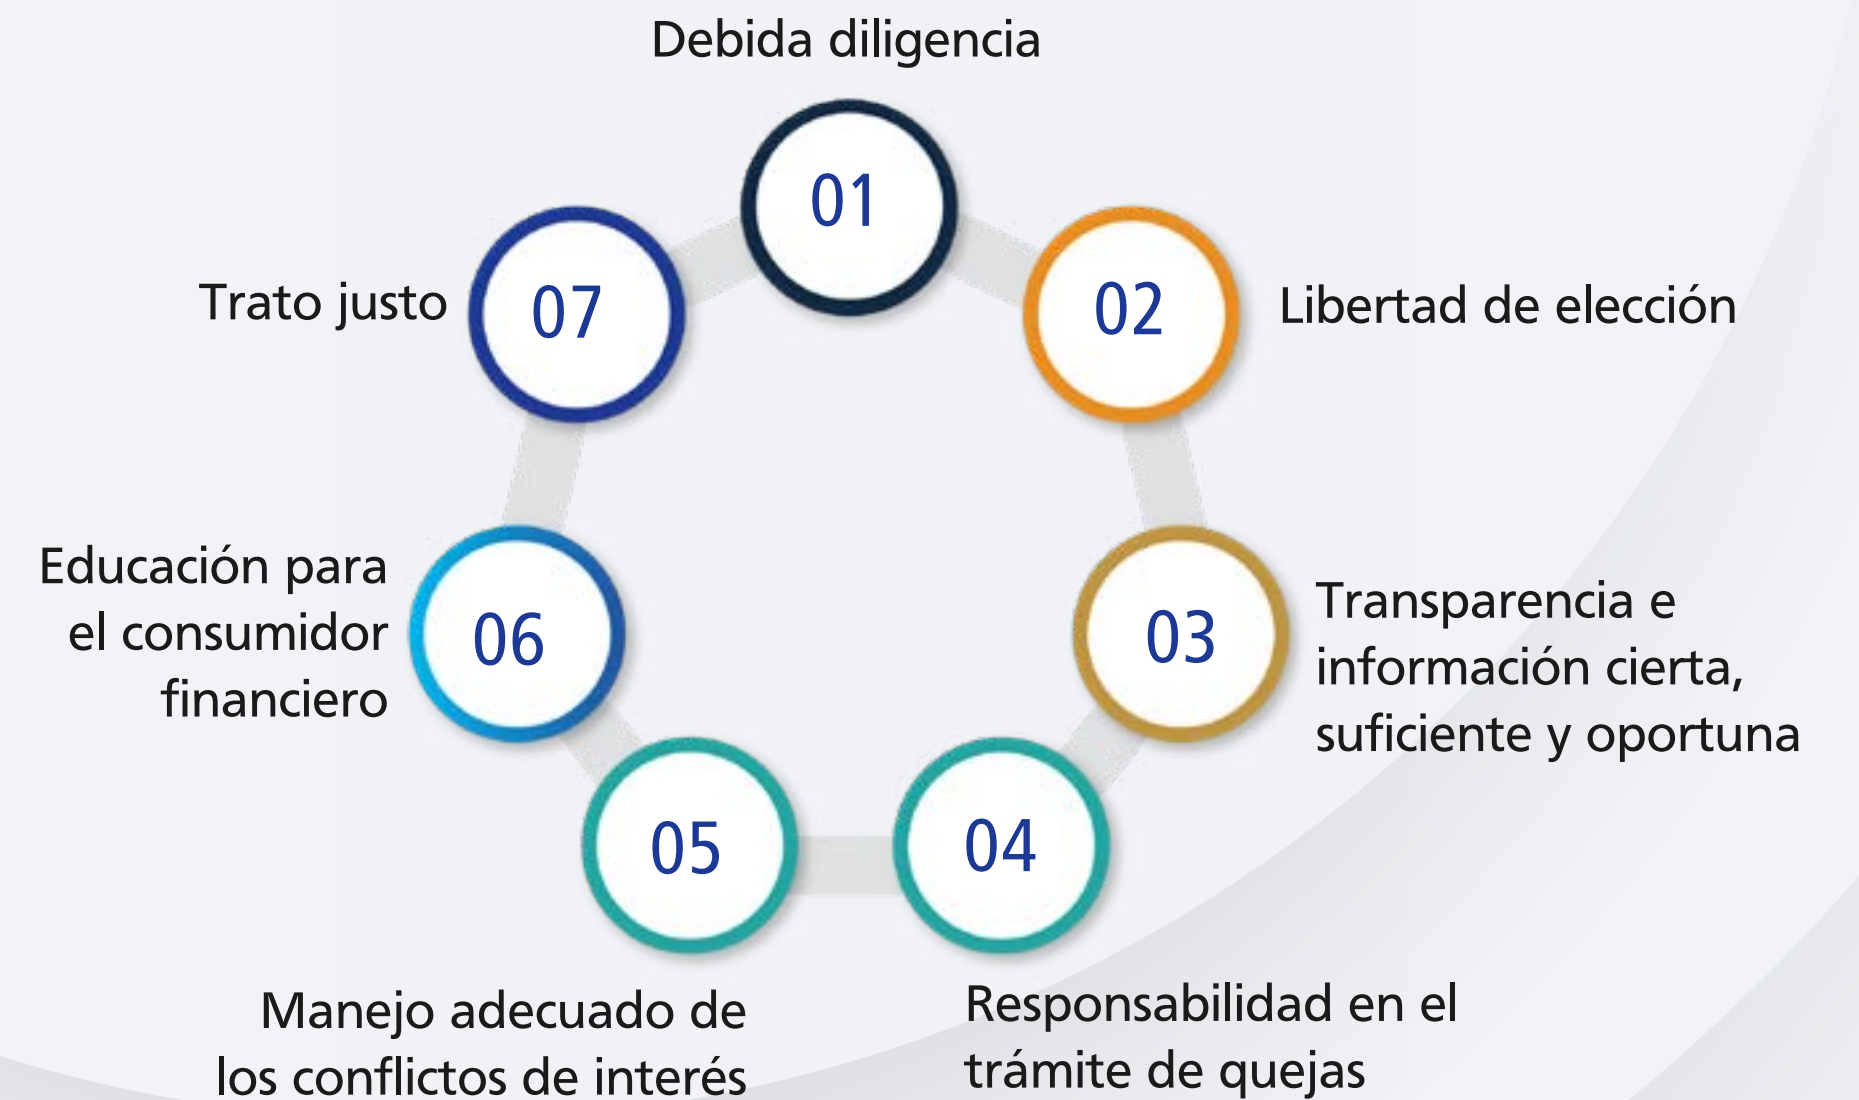 Debida diligencia
01
02
Libertad de elección
03
Transparencia e
información cierta,
suficiente y oportuna
04
Responsabilidad en el
trámite de quejas
05
Manejo adecuado de
los conflictos de interés
06
Educación para
el consumidor
financiero
07
Trato justo